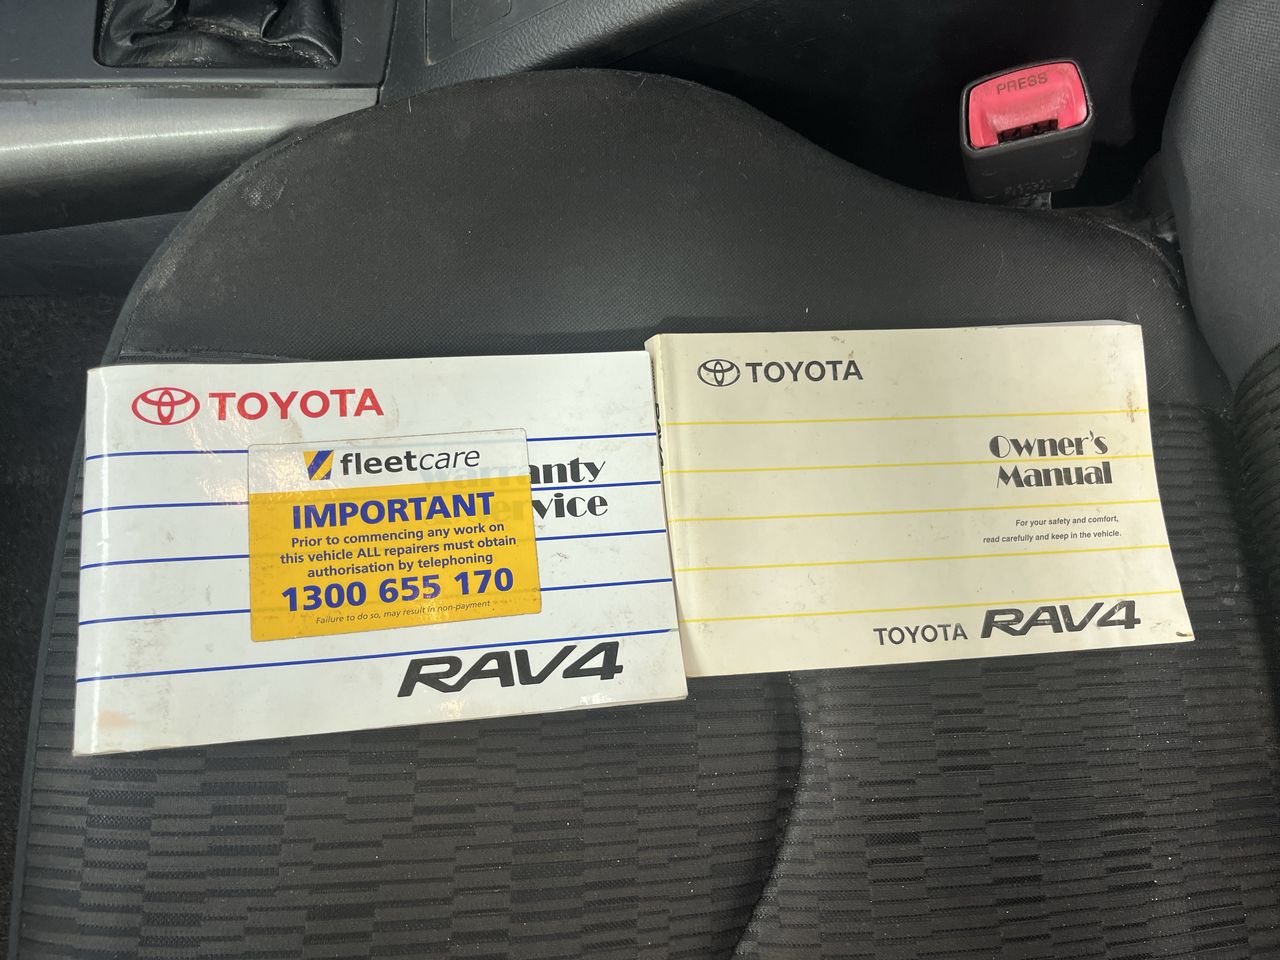 PRESS
TOYOTA
fleetcare
warranty
IMPORTANT
vice
Prior to commencing any work on
this vehicle ALL repairers must obtain
authorisation by telephoning
1300 655 170
Failure to do so, may result in non-payment
RAV4
TOYOTA
Owner's
Manual
For your safety and comfort,
read carefully and keep in the vehicle.
TOYOTA RAV4